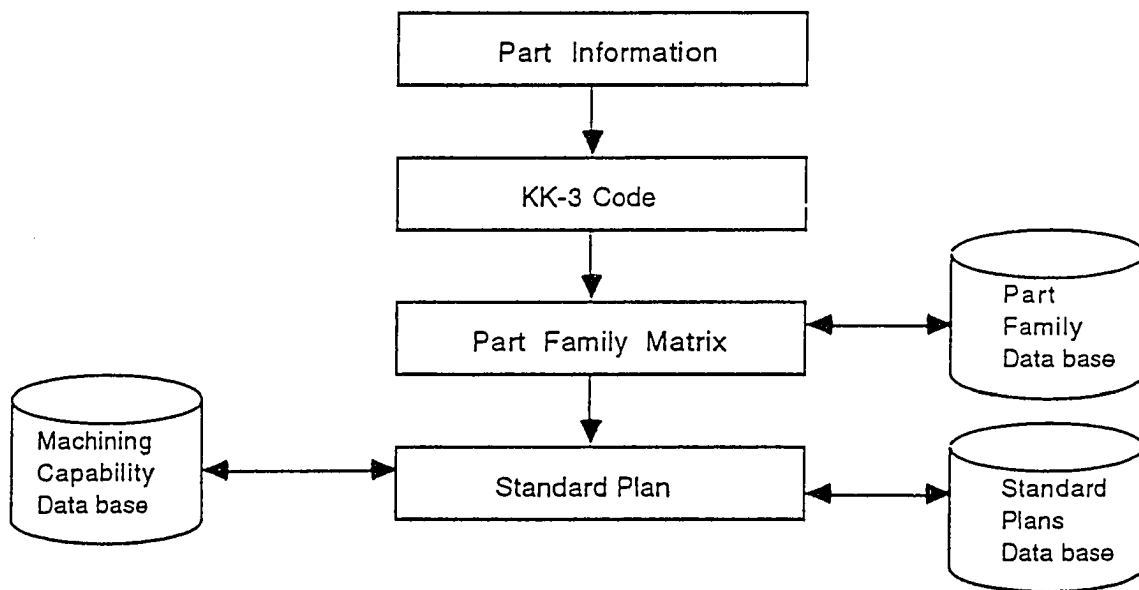 Part Information
KK-3 Code
Part Family Matrix
Part
Family
Data base
Machining
Capability
Data base
Standard Plan
Standard
Plans
Data base